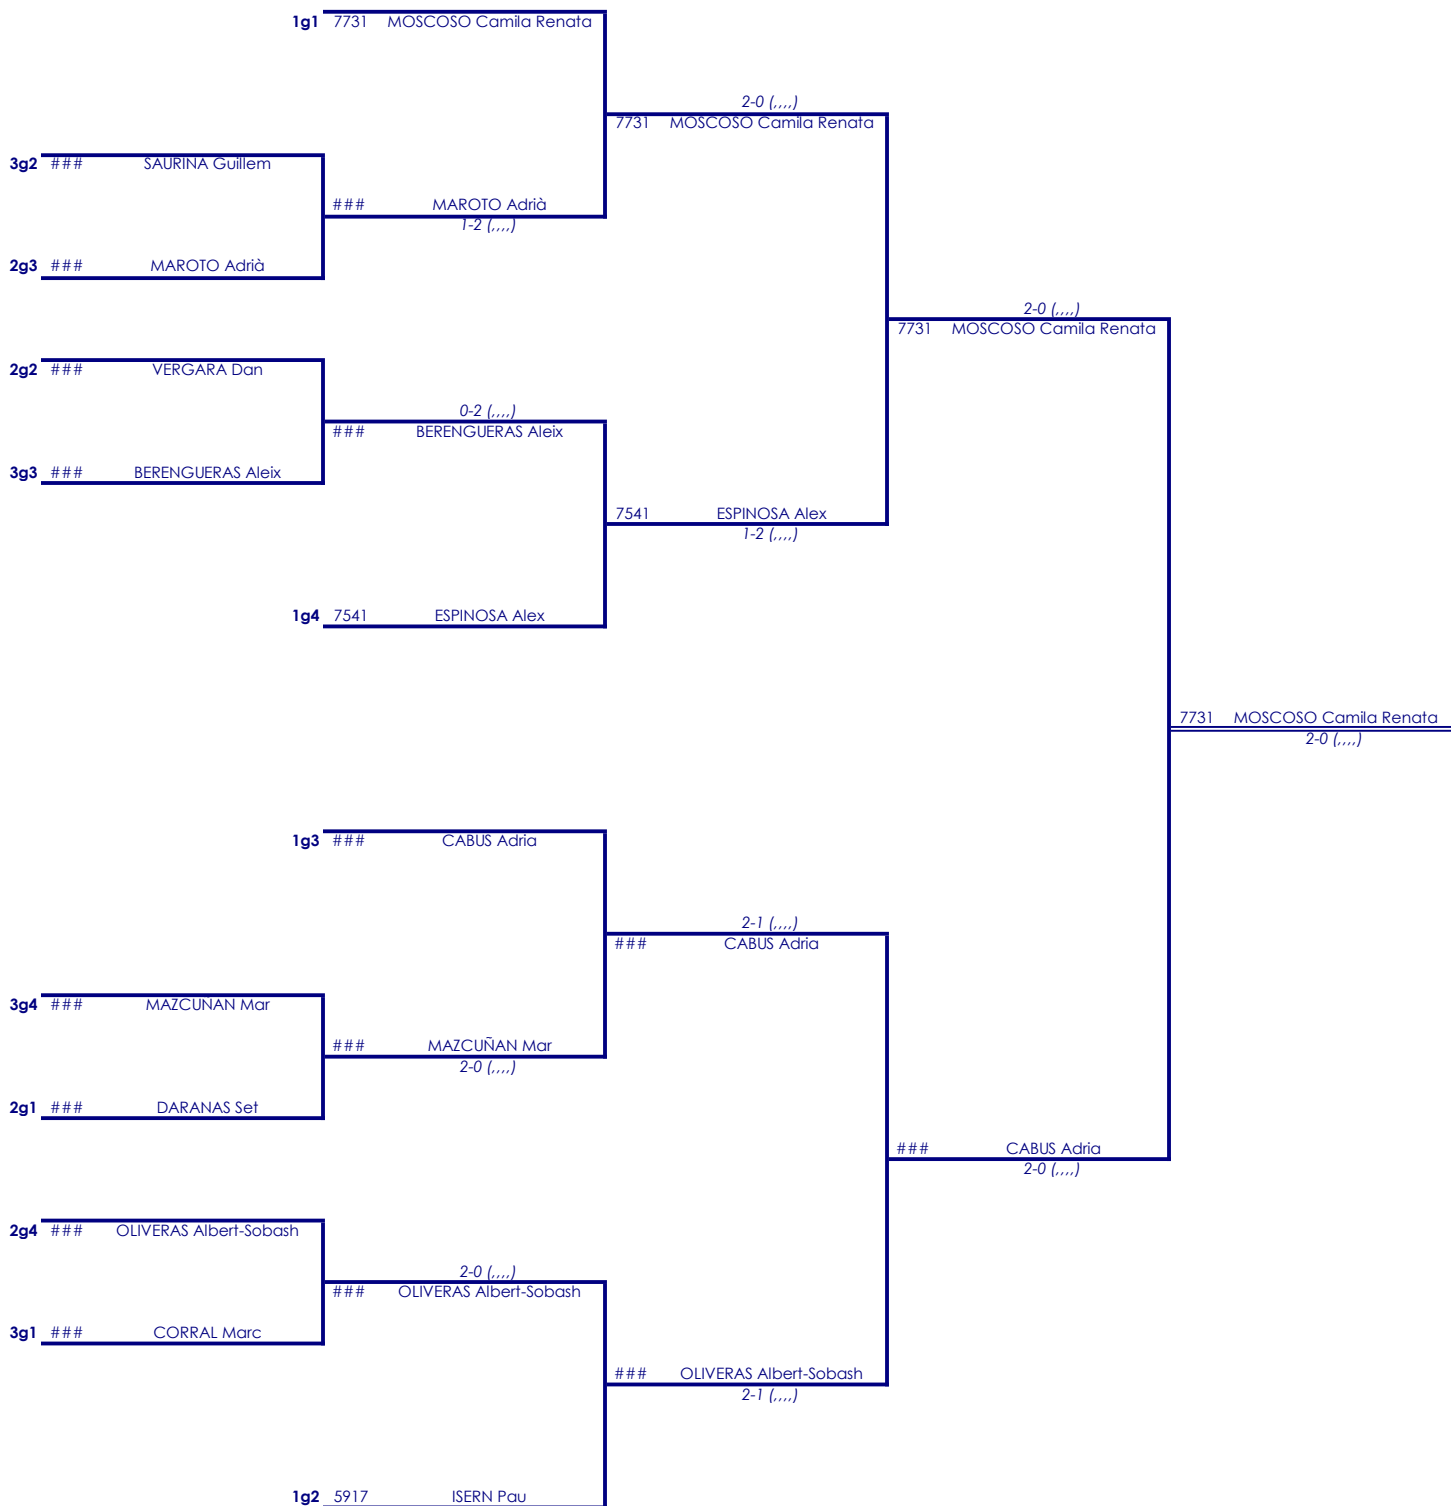 1g1 7731 MOSCOSO Camila Renata
2-0 (,,,,)
7731 MOSCOSO Camila Renata
3g2 ### SAURINA Guillem
### MAROTO Adrià
1-2 (,,,,)
2g3 ### MAROTO Adrià
2-0 (,,,,)
7731 MOSCOSO Camila Renata
2g2 ### VERGARA Dan
0-2 (,,,,)
### BERENGUERAS Aleix
3g3 ### BERENGUERAS Aleix
7541 ESPINOSA Alex
1-2 (,,,,)
1g4 7541 ESPINOSA Alex
7731 MOSCOSO Camila Renata
2-0 (,,,,)
1g3 ### CABUS Adria
2-1 (,,,,)
### CABUS Adria
3g4 ### MAZCUÑAN Mar
### MAZCUÑAN Mar
2-0 (,,,,)
2g1 ### DARANAS Set
### CABUS Adria
2-0 (,,,,)
2g4 ### OLIVERAS Albert-Sobash
2-0 (,,,,)
### OLIVERAS Albert-Sobash
3g1 ### CORRAL Marc
### OLIVERAS Albert-Sobash
2-1 (,,,,)
1g2 5917 ISERN Pau